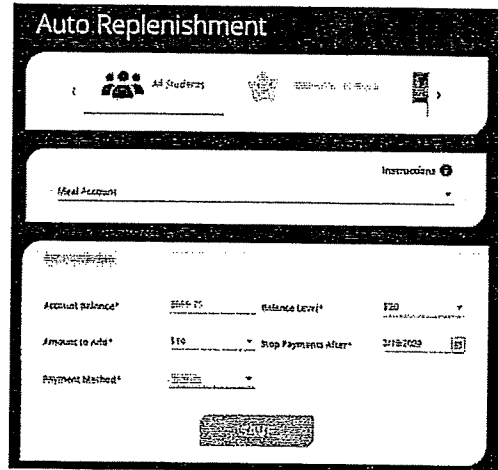 Auto Replenishment
‹ All Students ›
Instructions
Meal Account
Account Balance* Balance Level* $20
Amount to Add* $10 Stop Payments After*
Payment Method*
SAVE